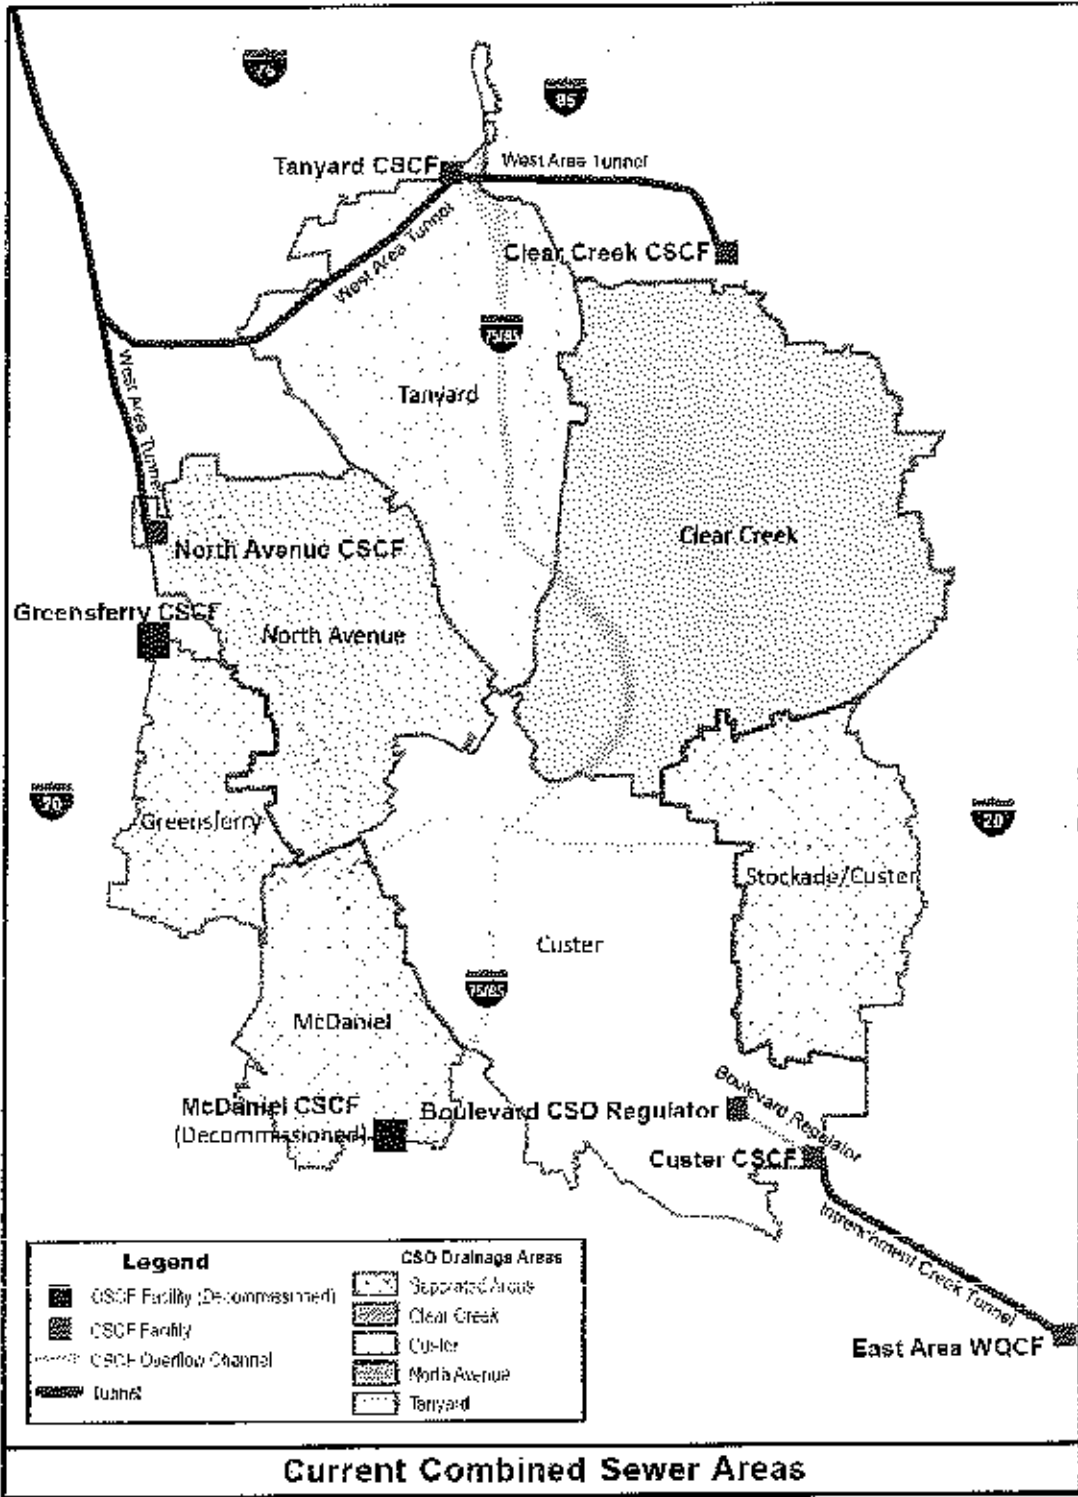 75
85
Tanyard CSCF
West Area Tunnel
West Area Tunnel
Clear Creek CSCF
75/85
West Area Tunnel
Tanyard
Clear Creek
North Avenue CSCF
Greensferry CSCF
North Avenue
20
Greensferry
20
Stockade/Custer
Custer
75/85
McDaniel
Boulevard Regulator
McDaniel CSCF
(Decommissioned)
Boulevard CSO Regulator
Custer CSCF
Intrenchment Creek Tunnel
East Area WQCF
Legend
CSCF Facility (Decommissioned)
CSCF Facility
CSCF Overflow Channel
Tunnel
CSO Drainage Areas
Separated Areas
Clear Creek
Custer
North Avenue
Tanyard
Current Combined Sewer Areas